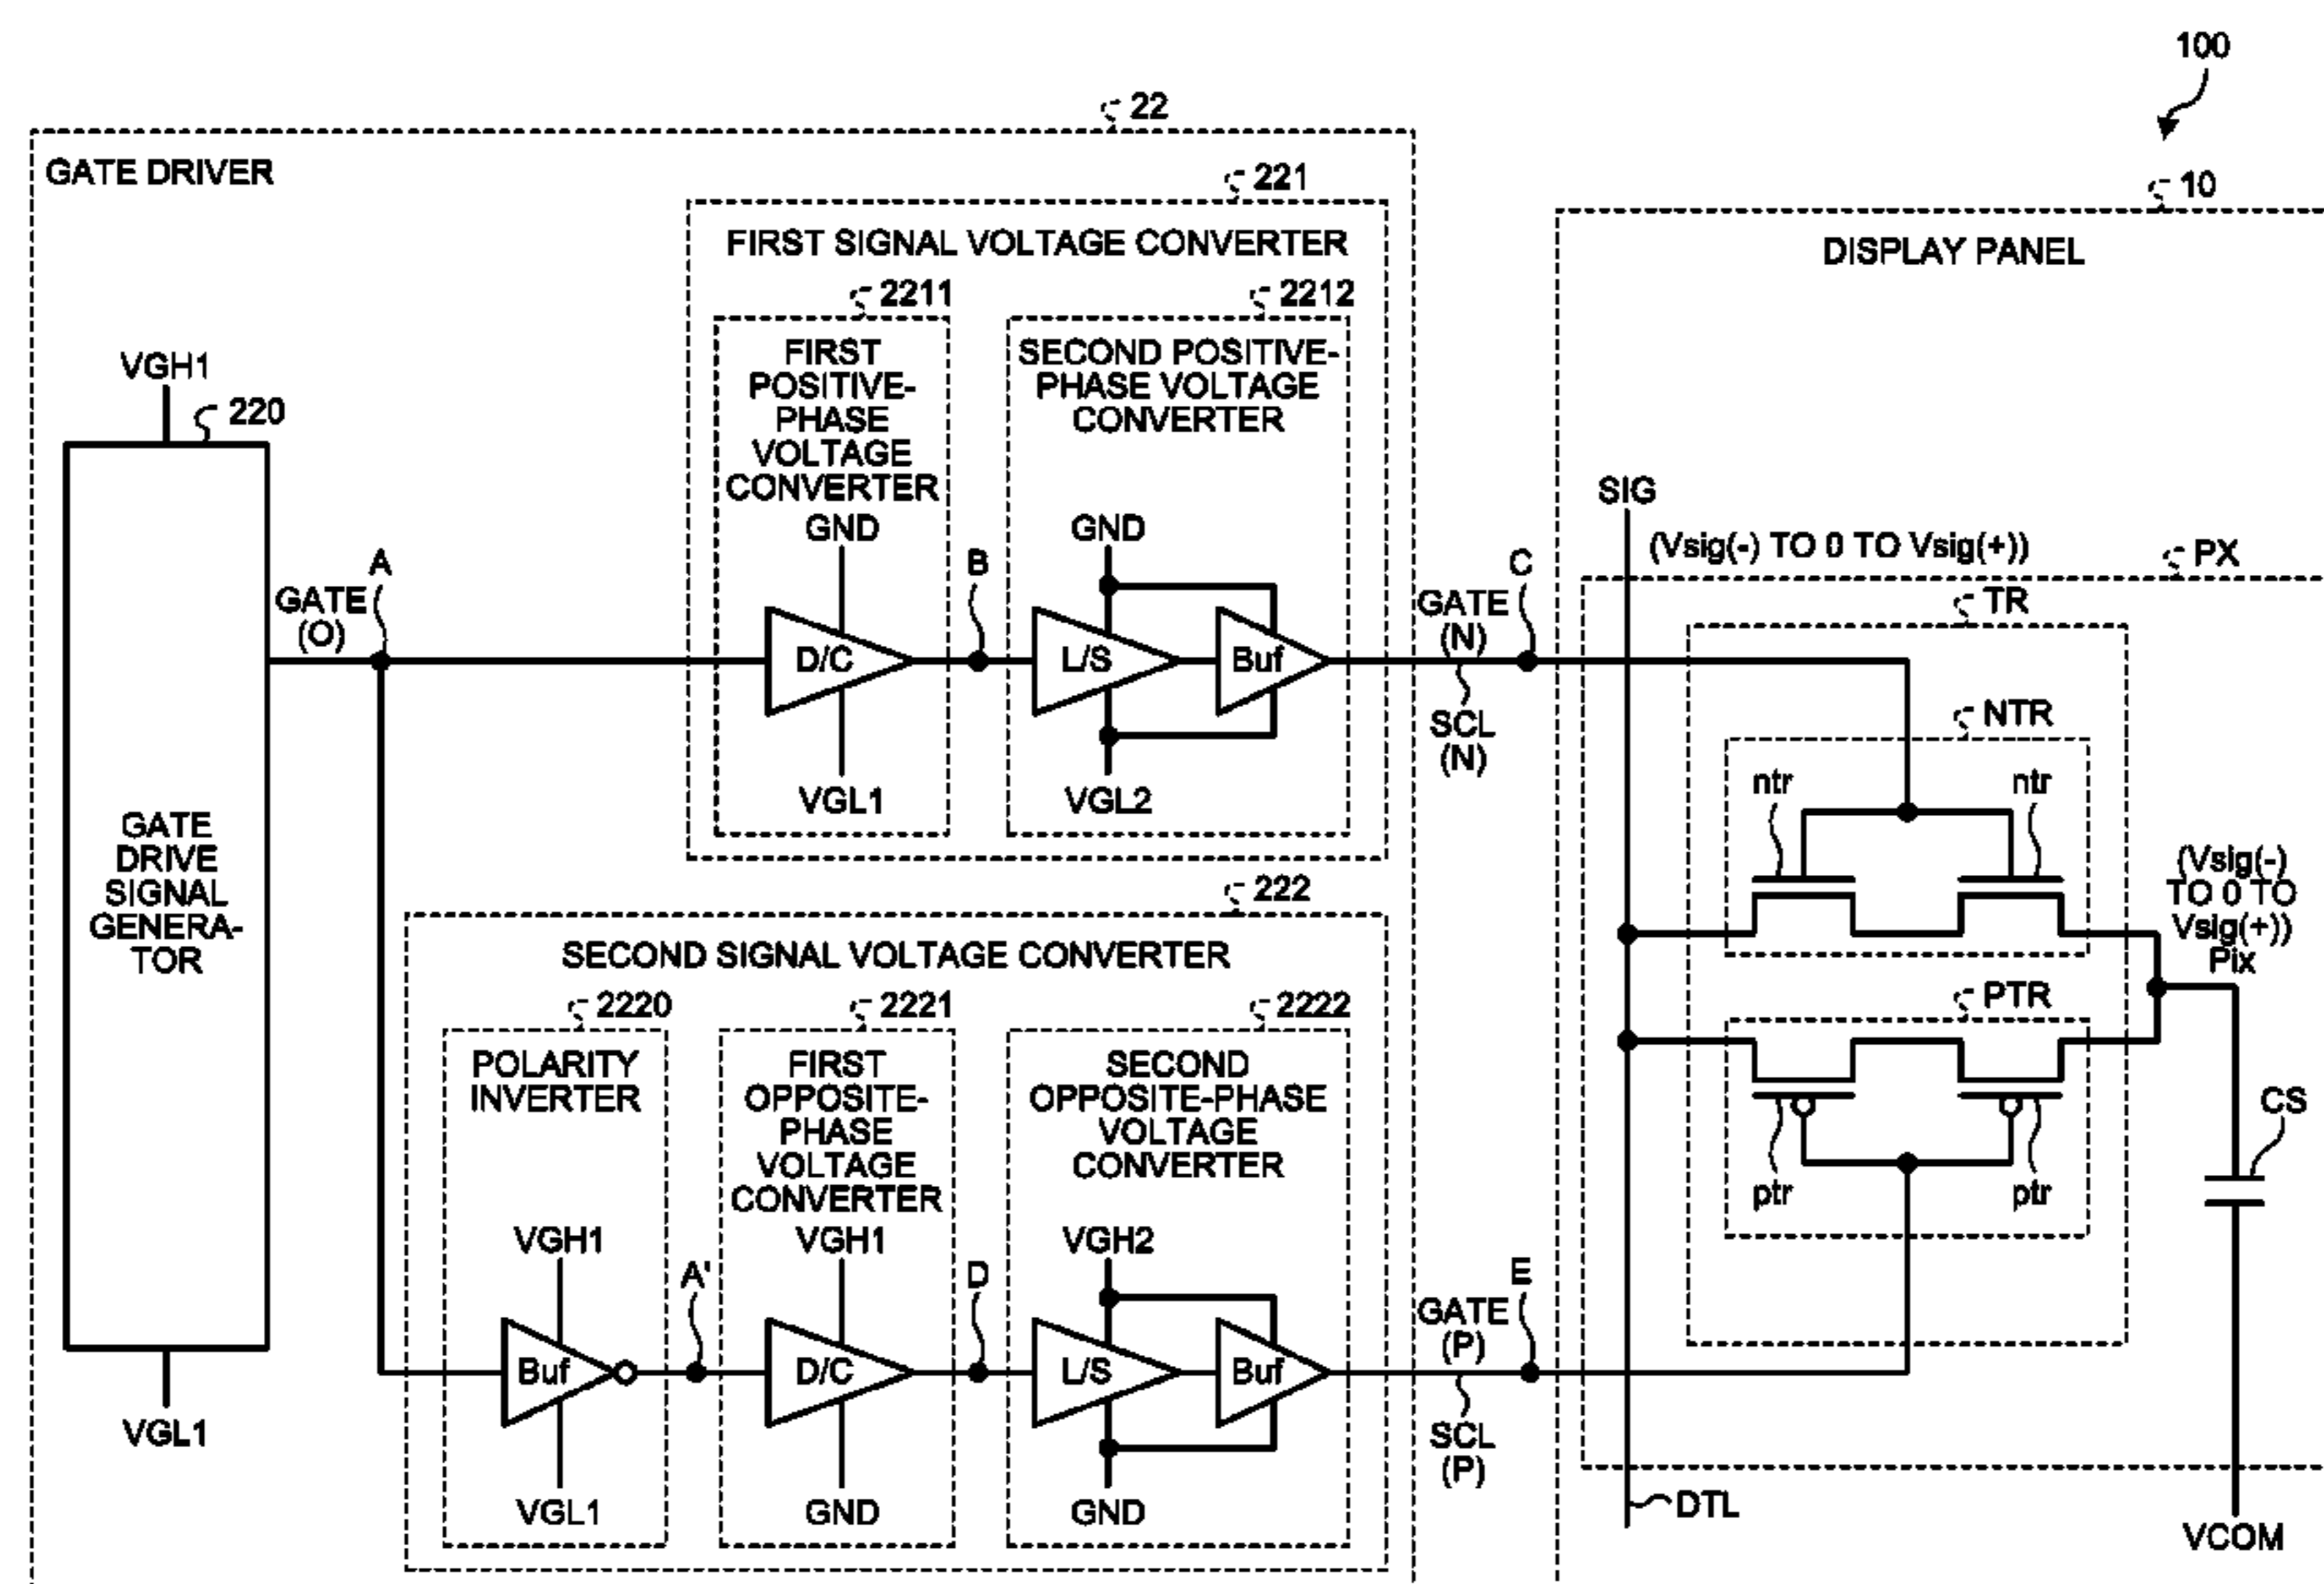 100
22
GATE DRIVER
221
10
FIRST SIGNAL VOLTAGE CONVERTER
DISPLAY PANEL
2211
2212
FIRST
POSITIVE-
PHASE
VOLTAGE
CONVERTER
SECOND POSITIVE-
PHASE VOLTAGE
CONVERTER
VGH1
220
GND
GND
SIG
(Vsig(-) TO 0 TO Vsig(+))
PX
A
B
C
TR
GATE
(O)
GATE
(N)
D/C
L/S
Buf
SCL
(N)
NTR
VGL1
VGL2
ntr
ntr
GATE
DRIVE
SIGNAL
GENERA-
TOR
(Vsig(-)
TO 0 TO
Vsig(+))
Pix
222
SECOND SIGNAL VOLTAGE CONVERTER
2220
2221
2222
PTR
POLARITY
INVERTER
FIRST
OPPOSITE-
PHASE
VOLTAGE
CONVERTER
SECOND
OPPOSITE-PHASE
VOLTAGE
CONVERTER
CS
ptr
ptr
VGH1
VGH1
VGH2
A'
D
E
GATE
(P)
Buf
D/C
L/S
Buf
SCL
(P)
VGL1
VGL1
GND
GND
DTL
VCOM